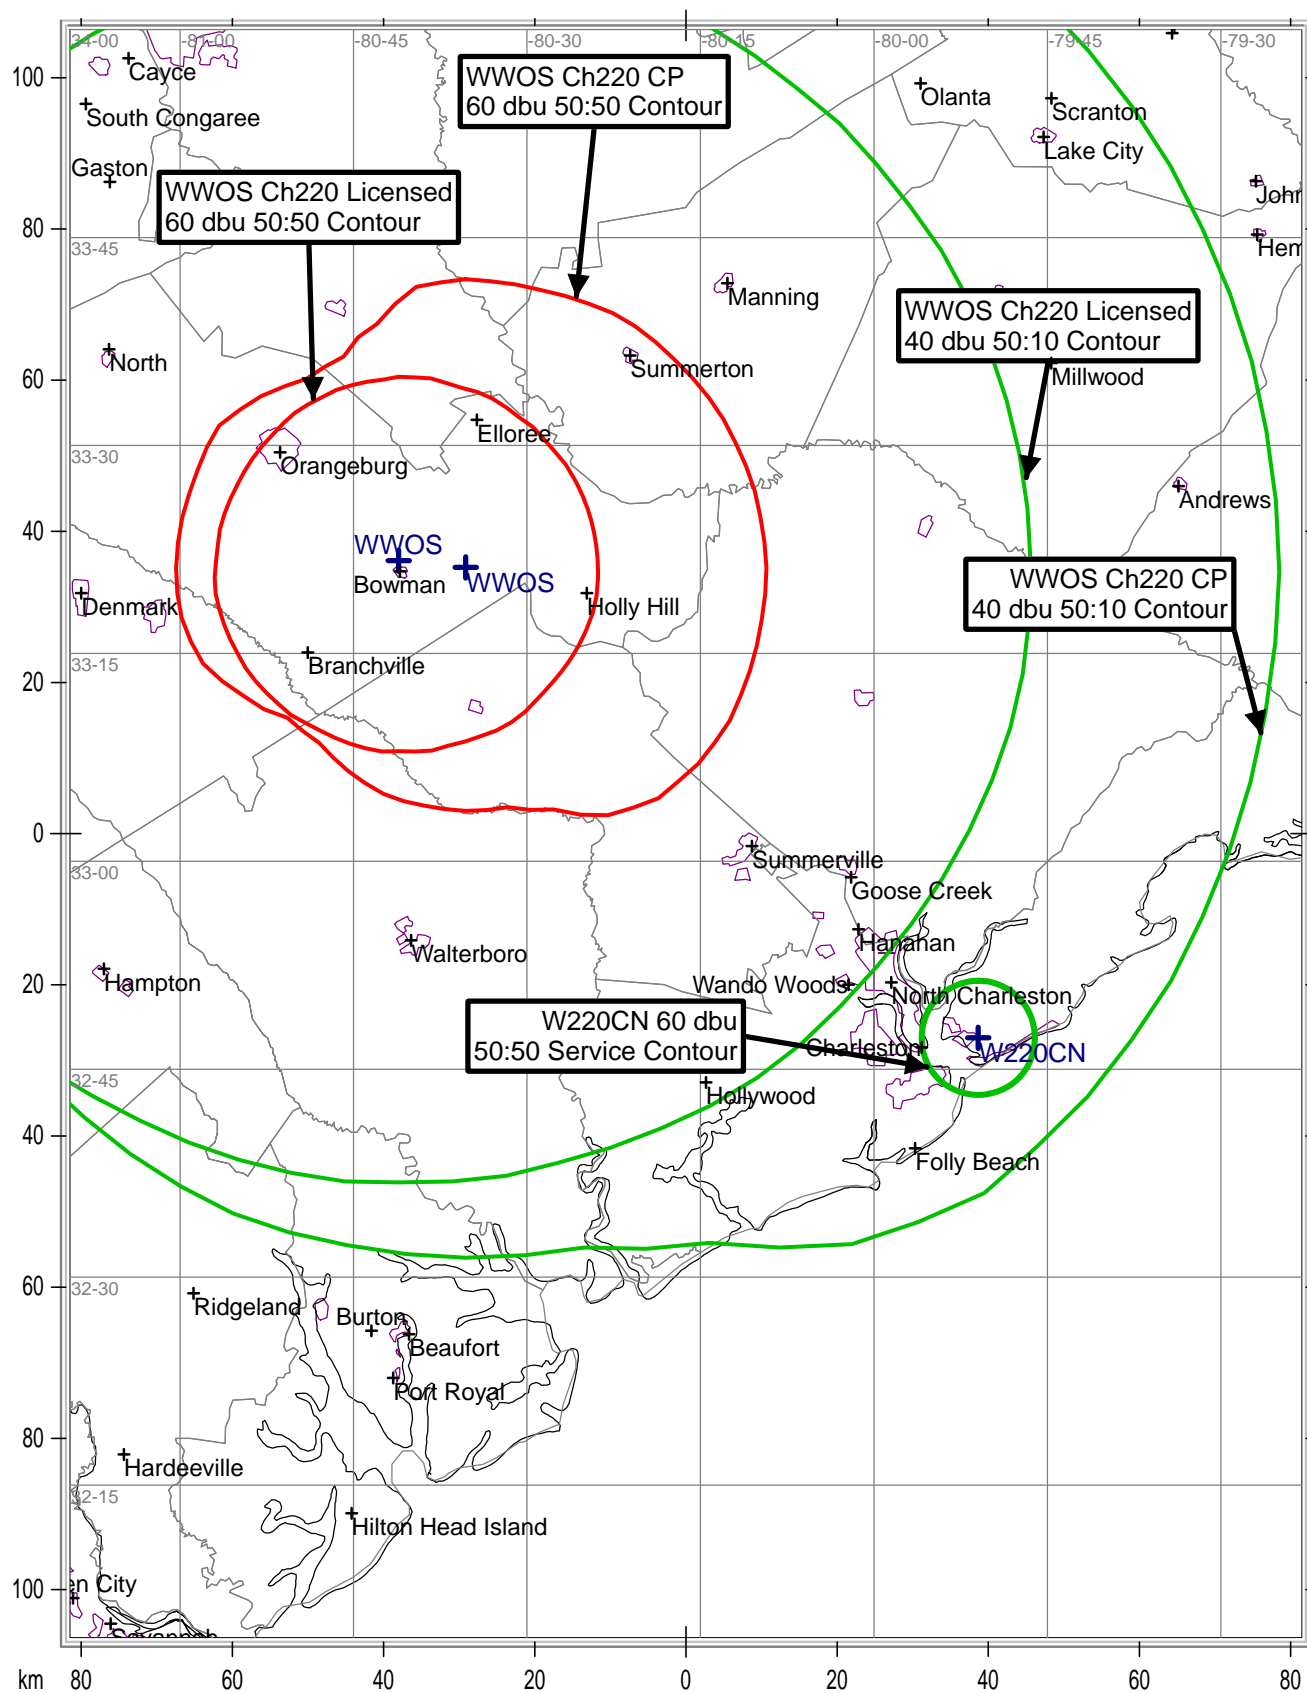 34-00
-81-00
-80-45
-80-30
-80-15
-80-00
-79-45
-79-30
100
Cayce
South Congaree
Gaston
WWOS Ch220 CP
60 dbu 50:50 Contour
Olanta
Scranton
Lake City
WWOS Ch220 Licensed
60 dbu 50:50 Contour
John
Hem
80
33-45
Manning
WWOS Ch220 Licensed
40 dbu 50:10 Contour
North
Summerton
60
Millwood
Elloree
33-30
Orangeburg
Andrews
40
WWOS
WWOS
Bowman
WWOS Ch220 CP
40 dbu 50:10 Contour
Denmark
Holly Hill
33-15
Branchville
20
0
33-00
Summerville
Goose Creek
Hanahan
Walterboro
Hampton
20
Wando Woods
North Charleston
W220CN 60 dbu
50:50 Service Contour
Charleston
W220CN
32-45
Hollywood
40
Folly Beach
60
32-30
Ridgeland
Burton
Beaufort
Port Royal
80
Hardeeville
32-15
Hilton Head Island
100
en City
Savannah
km
80
60
40
20
0
20
40
60
80